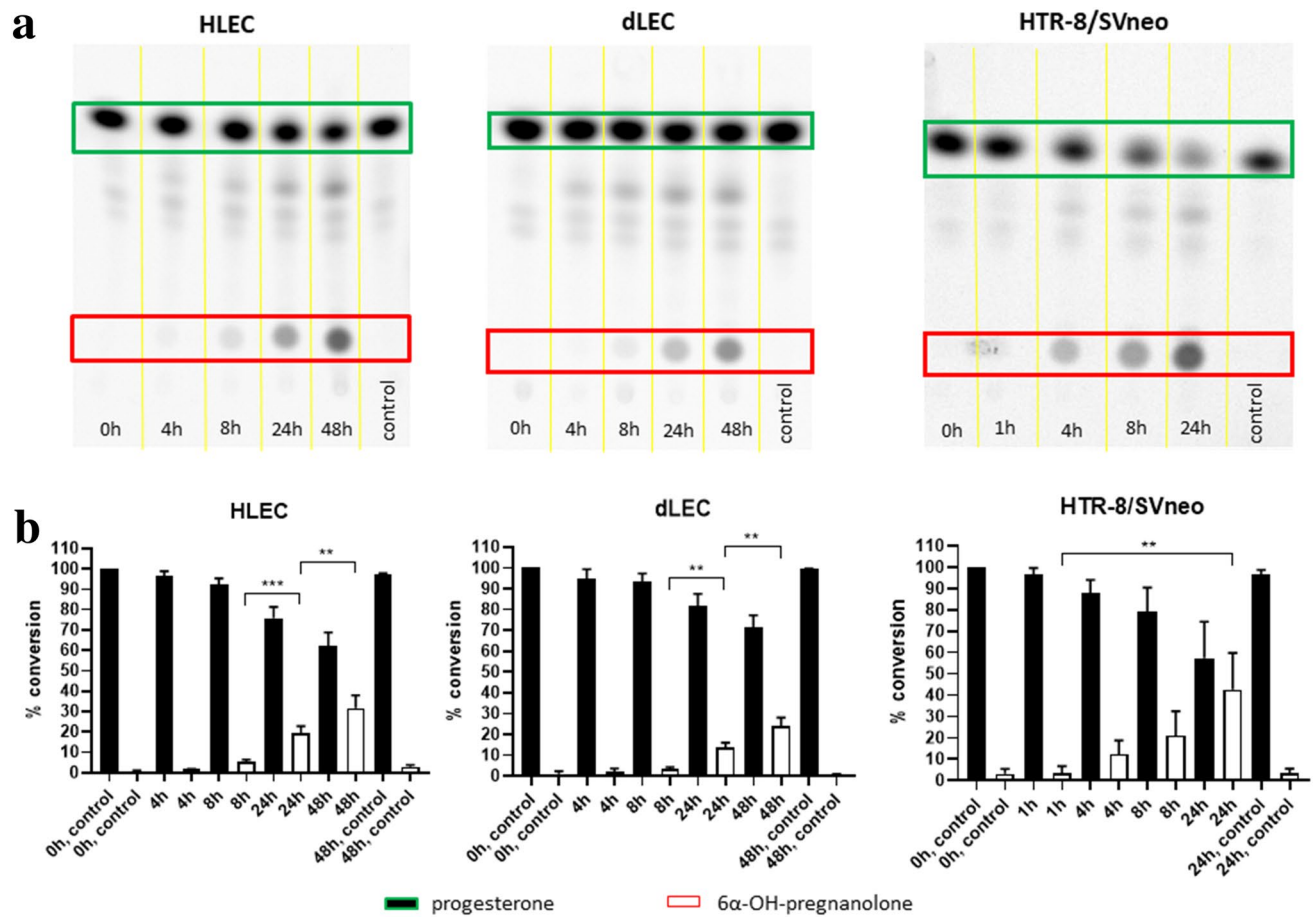 a
HLEC
dLEC
HTR-8/SVneo
0h 4h 8h 24h 48h control
0h 4h 8h 24h 48h control
0h 1h 4h 8h 24h control
b
HLEC
% conversion
110
100
90
80
70
60
50
40
30
20
10
0
*** **
0h, control 0h, control 4h 4h 8h 8h 24h 24h 48h 48h 48h, control 48h, control
dLEC
% conversion
110
100
90
80
70
60
50
40
30
20
10
0
** **
0h, control 0h, control 4h 4h 8h 8h 24h 24h 48h 48h 48h, control 48h, control
HTR-8/SVneo
% conversion
110
100
90
80
70
60
50
40
30
20
10
0
**
0h, control 0h, control 1h 1h 4h 4h 8h 8h 24h 24h 24h, control 24h, control
progesterone 6α-OH-pregnanolone